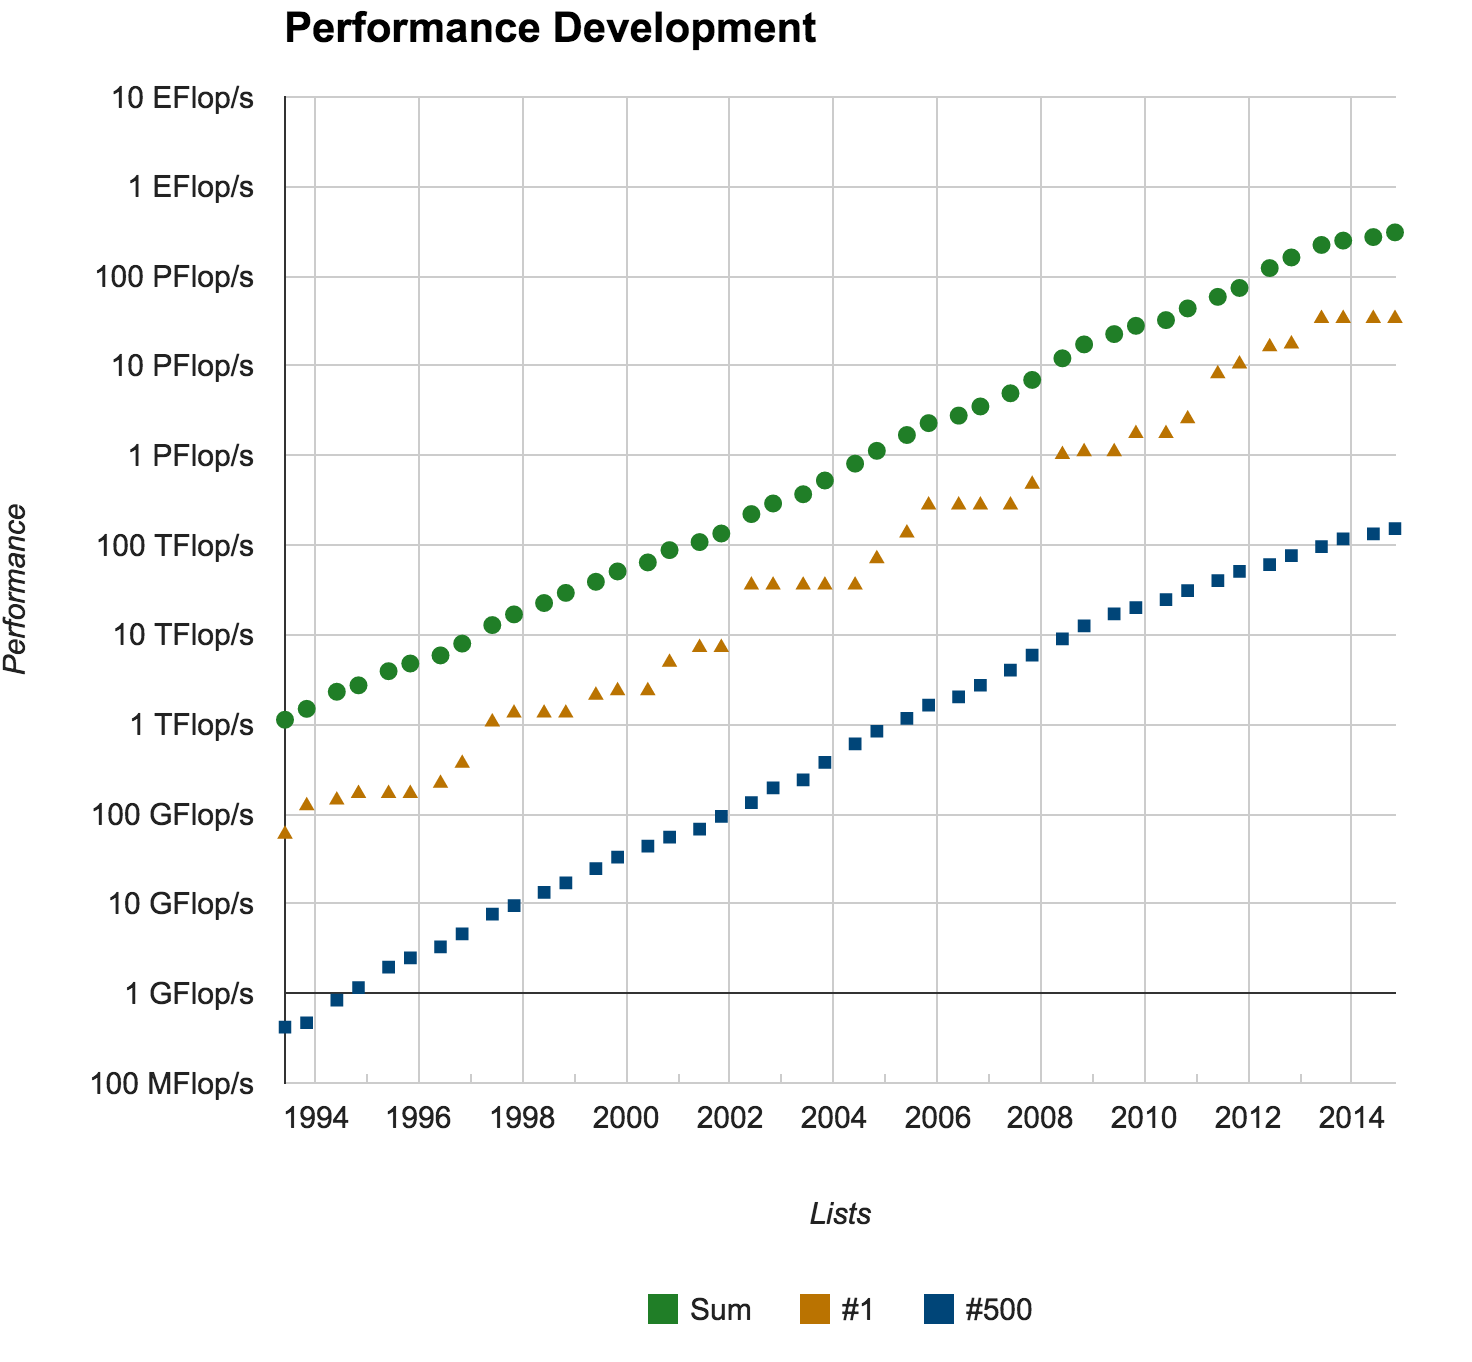 Performance Development
10 EFlop/s
1 EFlop/s
100 PFlop/s
10 PFlop/s
1 PFlop/s
100 TFlop/s
10 TFlop/s
1 TFlop/s
100 GFlop/s
10 GFlop/s
1 GFlop/s
100 MFlop/s
Performance
1994 1996 1998 2000 2002 2004 2006 2008 2010 2012 2014
Lists
Sum #1 #500